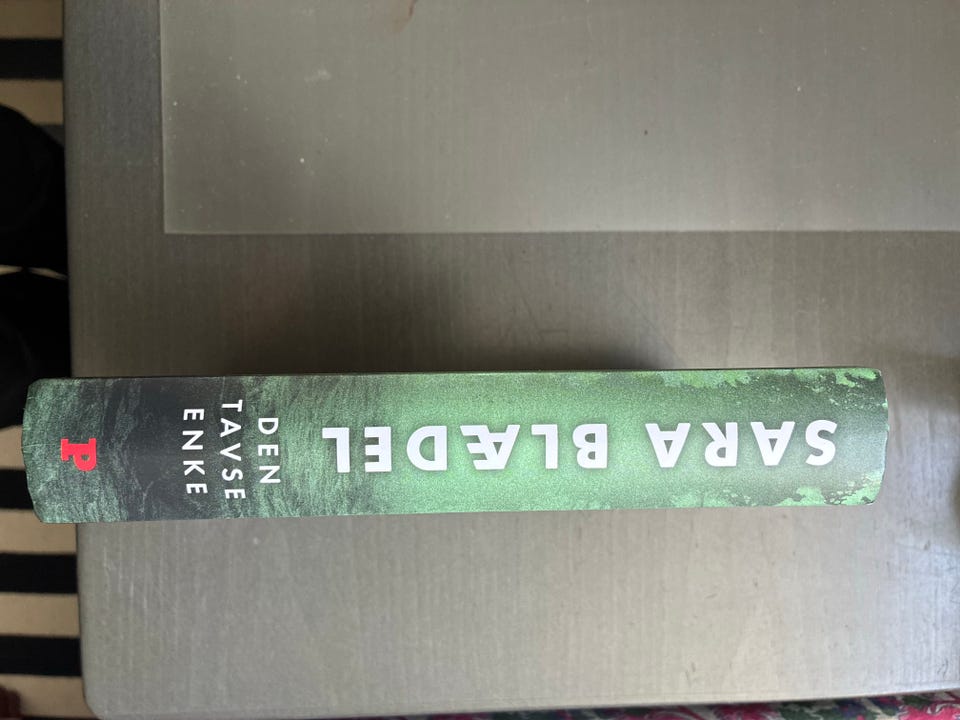 SARA BLÆDEL
DEN
TAVSE
ENKE
P